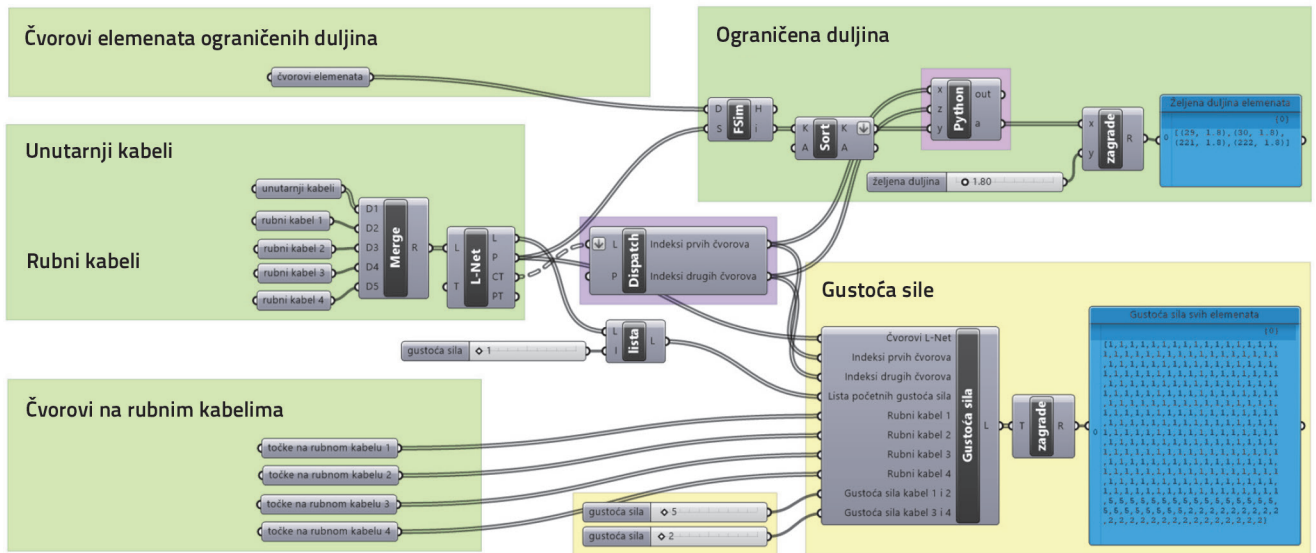 Čvorovi elemenata ograničenih duljina
čvorovi elemenata
Unutarnji kabeli
unutarnji kabeli
rubni kabel 1
rubni kabel 2
rubni kabel 3
rubni kabel 4
Rubni kabeli
D1
D2
D3
D4
D5
Merge
R
L
T
L-Net
L
P
CT
PT
gustoća sila
1
L
I
lista
L
L
P
Dispatch
Indeksi prvih čvorova
Indeksi drugih čvorova
Ograničena duljina
D
S
FSim
H
i
K
A
Sort
K
A
x
z
y
Python
out
a
željena duljina
1.80
x
y
zagrade
R
Željena duljina elemenata
{0}
0
[(29, 1.8),(30, 1.8),
(221, 1.8),(222, 1.8)]
Čvorovi na rubnim kabelima
točke na rubnom kabelu 1
točke na rubnom kabelu 2
točke na rubnom kabelu 3
točke na rubnom kabelu 4
gustoća sila
5
gustoća sila
2
Gustoća sile
Čvorovi L-Net
Indeksi prvih čvorova
Indeksi drugih čvorova
Lista početnih gustoća sila
Rubni kabel 1
Rubni kabel 2
Rubni kabel 3
Rubni kabel 4
Gustoća sila kabel 1 i 2
Gustoća sila kabel 3 i 4
Gustoća sila
L
T
zagrade
R
Gustoća sila svih elemenata
{0}
0